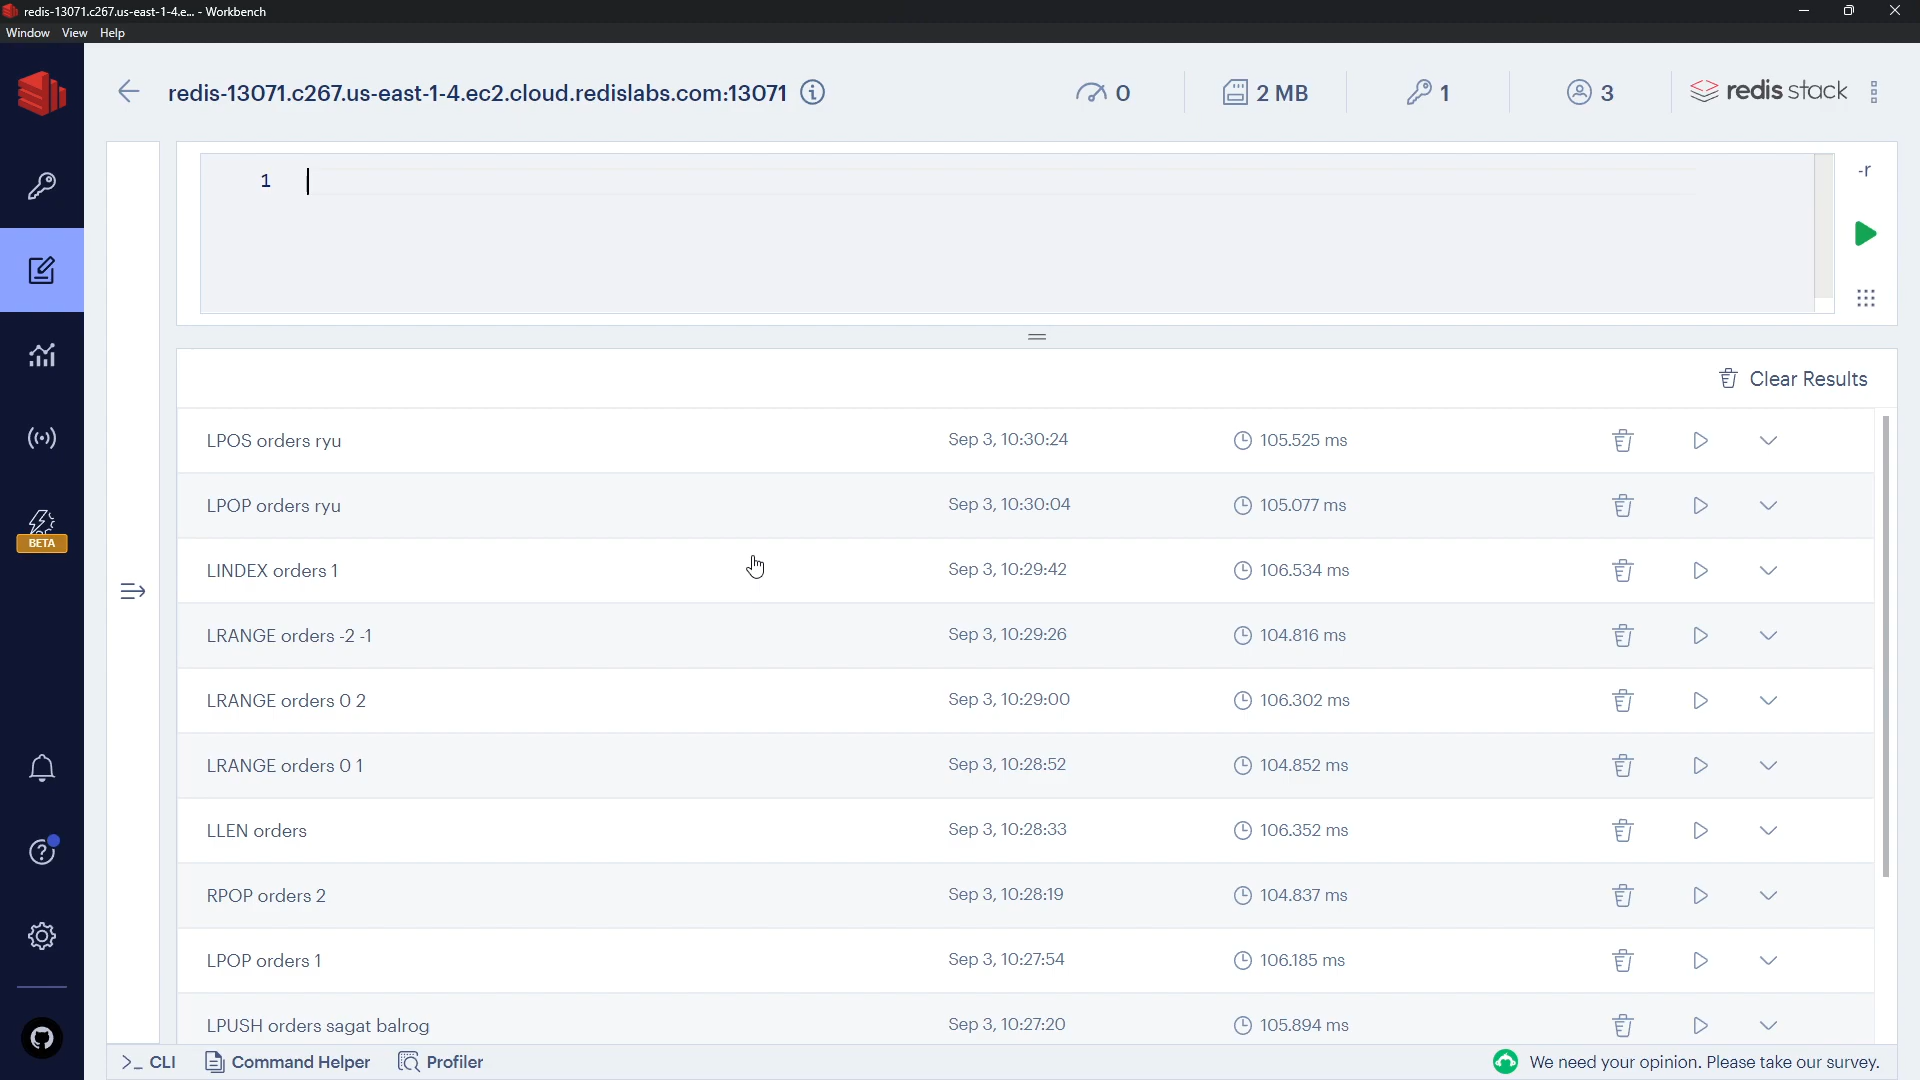 redis-13071.c267.us-east-1-4.e... - Workbench
Window View Help
redis-13071.c267.us-east-1-4.ec2.cloud.redislabs.com:13071 0 2 MB 1 3 redis stack
1
-r
Clear Results
LPOS orders ryu Sep 3, 10:30:24 105.525 ms
LPOP orders ryu Sep 3, 10:30:04 105.077 ms
BETA
LINDEX orders 1 Sep 3, 10:29:42 106.534 ms
LRANGE orders -2 -1 Sep 3, 10:29:26 104.816 ms
LRANGE orders 0 2 Sep 3, 10:29:00 106.302 ms
LRANGE orders 0 1 Sep 3, 10:28:52 104.852 ms
LLEN orders Sep 3, 10:28:33 106.352 ms
RPOP orders 2 Sep 3, 10:28:19 104.837 ms
LPOP orders 1 Sep 3, 10:27:54 106.185 ms
LPUSH orders sagat balrog Sep 3, 10:27:20 105.894 ms
>_ CLI Command Helper Profiler We need your opinion. Please take our survey.